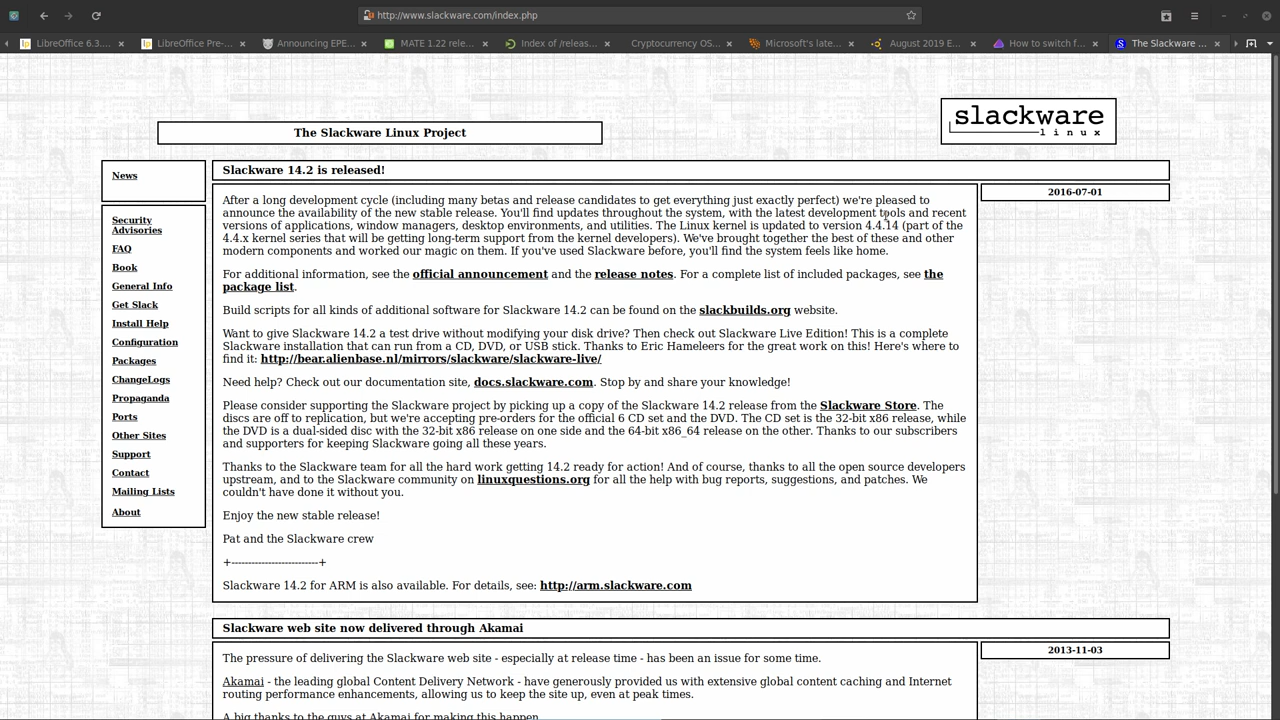 http://www.slackware.com/index.php
LibreOffice 6.3....
LibreOffice Pre-...
Announcing EPE...
MATE 1.22 rele...
Index of /releas...
Cryptocurrency OS...
Microsoft's late...
August 2019 E...
How to switch f...
The Slackware ...
The Slackware Linux Project
slackware
linux
News
Security
Advisories
FAQ
Book
General Info
Get Slack
Install Help
Configuration
Packages
ChangeLogs
Propaganda
Ports
Other Sites
Support
Contact
Mailing Lists
About
Slackware 14.2 is released!
2016-07-01
After a long development cycle (including many betas and release candidates to get everything just exactly perfect) we're pleased to
announce the availability of the new stable release. You'll find updates throughout the system, with the latest development tools and recent
versions of applications, window managers, desktop environments, and utilities. The Linux kernel is updated to version 4.4.14 (part of the
4.4.x kernel series that will be getting long-term support from the kernel developers). We've brought together the best of these and other
modern components and worked our magic on them. If you've used Slackware before, you'll find the system feels like home.
For additional information, see the official announcement and the release notes. For a complete list of included packages, see the
package list.
Build scripts for all kinds of additional software for Slackware 14.2 can be found on the slackbuilds.org website.
Want to give Slackware 14.2 a test drive without modifying your disk drive? Then check out Slackware Live Edition! This is a complete
Slackware installation that can run from a CD, DVD, or USB stick. Thanks to Eric Hameleers for the great work on this! Here's where to
find it: http://bear.alienbase.nl/mirrors/slackware/slackware-live/
Need help? Check out our documentation site, docs.slackware.com. Stop by and share your knowledge!
Please consider supporting the Slackware project by picking up a copy of the Slackware 14.2 release from the Slackware Store. The
discs are off to replication, but we're accepting pre-orders for the official 6 CD set and the DVD. The CD set is the 32-bit x86 release, while
the DVD is a dual-sided disc with the 32-bit x86 release on one side and the 64-bit x86_64 release on the other. Thanks to our subscribers
and supporters for keeping Slackware going all these years.
Thanks to the Slackware team for all the hard work getting 14.2 ready for action! And of course, thanks to all the open source developers
upstream, and to the Slackware community on linuxquestions.org for all the help with bug reports, suggestions, and patches. We
couldn't have done it without you.
Enjoy the new stable release!
Pat and the Slackware crew
+--------------------------+
Slackware 14.2 for ARM is also available. For details, see: http://arm.slackware.com
Slackware web site now delivered through Akamai
2013-11-03
The pressure of delivering the Slackware web site - especially at release time - has been an issue for some time.
Akamai - the leading global Content Delivery Network - have generously provided us with extensive global content caching and Internet
routing performance enhancements, allowing us to keep the site up, even at peak times.
A big thanks to the guys at Akamai for making this happen.